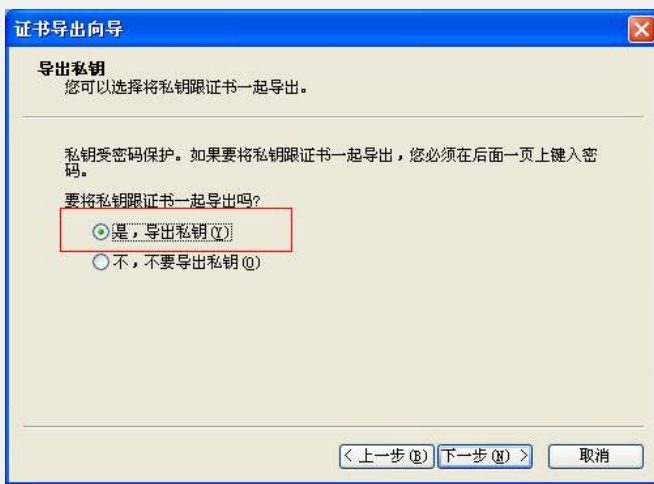 证书导出向导
导出私钥
您可以选择将私钥跟证书一起导出。
私钥受密码保护。如果要将私钥跟证书一起导出，您必须在后面一页上键入密
码。
要将私钥跟证书一起导出吗?
是，导出私钥(Y)
不，不要导出私钥(O)
< 上一步(B) 下一步(N) > 取消